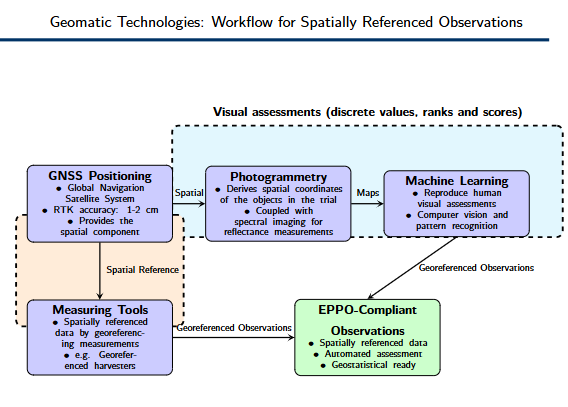 Geomatic Technologies: Workflow for Spatially Referenced Observations
Visual assessments (discrete values, ranks and scores)
GNSS Positioning
• Global Navigation
Satellite System
• RTK accuracy: 1-2 cm
• Provides the
spatial component
Spatial
Photogrammetry
• Derives spatial coordinates
of the objects in the trial
• Coupled with
spectral imaging for
reflectance measurements
Maps
Machine Learning
• Reproduce human
visual assessments
• Computer vision and
pattern recognition
Spatial Reference
Georeferenced Observations
Measuring Tools
• Spatially referenced
data by georeferenc-
ing measurements
• e.g. Georefer-
enced harvesters
Georeferenced Observations
EPPO-Compliant
Observations
• Spatially referenced data
• Automated assessment
• Geostatistical ready